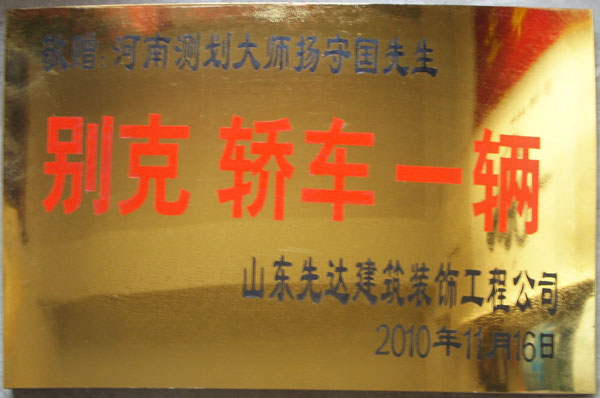 敬赠:河南测划大师扬守国先生
别克 轿车一辆
山东先达建筑装饰工程公司
2010年11月16日